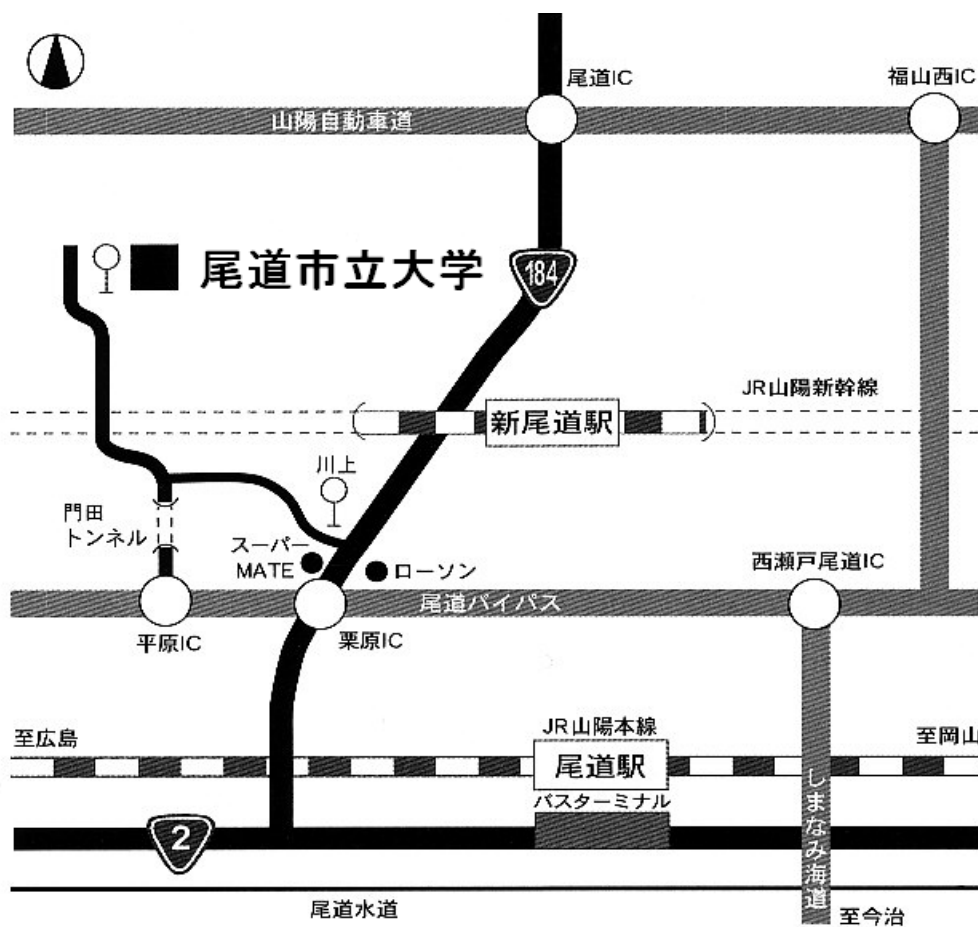 尾道IC
福山西IC
山陽自動車道
尾道市立大学
184
JR山陽新幹線
新尾道駅
川上
門田
トンネル
スーパー
MATE
ローソン
西瀬戸尾道IC
尾道バイパス
平原IC
栗原IC
至広島
JR山陽本線
至岡山
尾道駅
バスターミナル
しまなみ海道
2
尾道水道
至今治